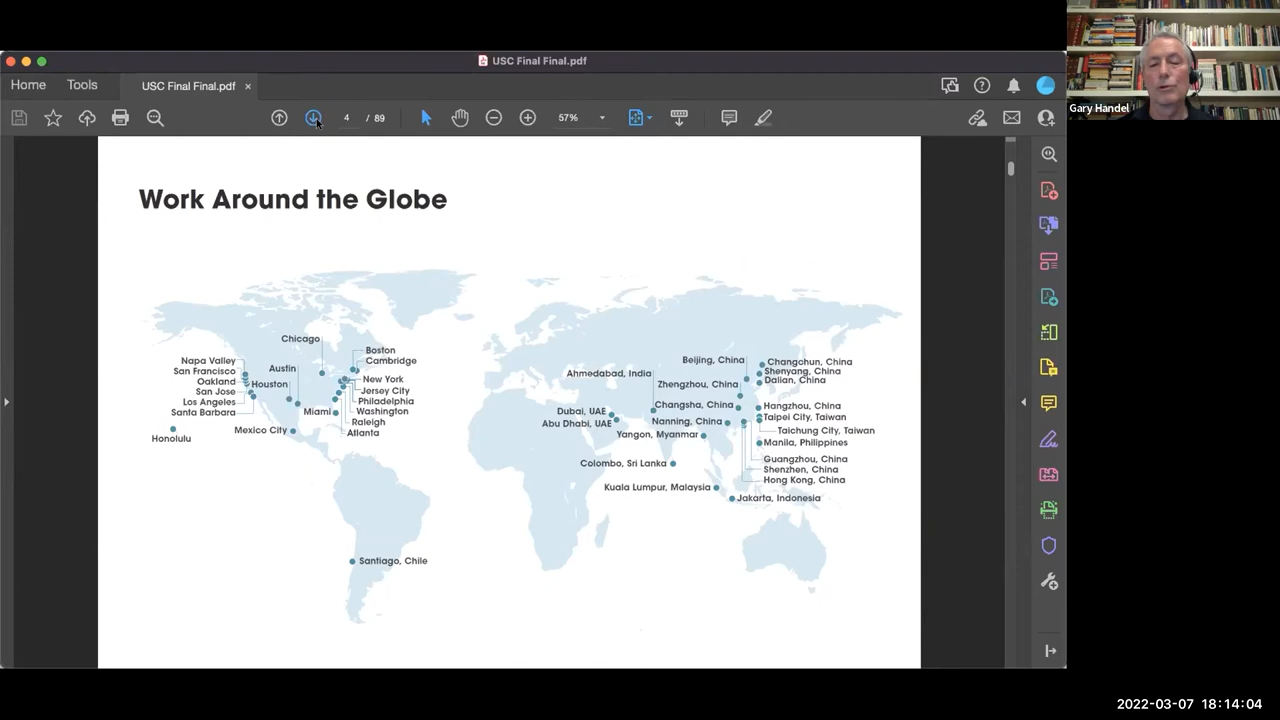 USC Final Final.pdf
Home
Tools
USC Final Final.pdf ×
4 / 89
57%
Gary Handel
Work Around the Globe
Chicago
Boston
Cambridge
Napa Valley
San Francisco
Oakland
San Jose
Los Angeles
Santa Barbara
Austin
Houston
New York
Jersey City
Philadelphia
Washington
Raleigh
Atlanta
Miami
Honolulu
Mexico City
Santiago, Chile
Beijing, China
Ahmedabad, India
Zhengzhou, China
Changsha, China
Dubai, UAE
Abu Dhabi, UAE
Nanning, China
Yangon, Myanmar
Colombo, Sri Lanka
Kuala Lumpur, Malaysia
Changchun, China
Shenyang, China
Dalian, China
Hangzhou, China
Taipei City, Taiwan
Taichung City, Taiwan
Manila, Philippines
Guangzhou, China
Shenzhen, China
Hong Kong, China
Jakarta, Indonesia
2022-03-07 18:14:04